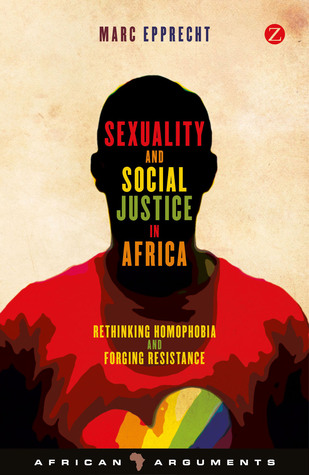 MARC EPPRECHT
Z
SEXUALITY
AND
SOCIAL
JUSTICE
IN
AFRICA
RETHINKING HOMOPHOBIA
AND
FORGING RESISTANCE
AFRICAN ARGUMENTS